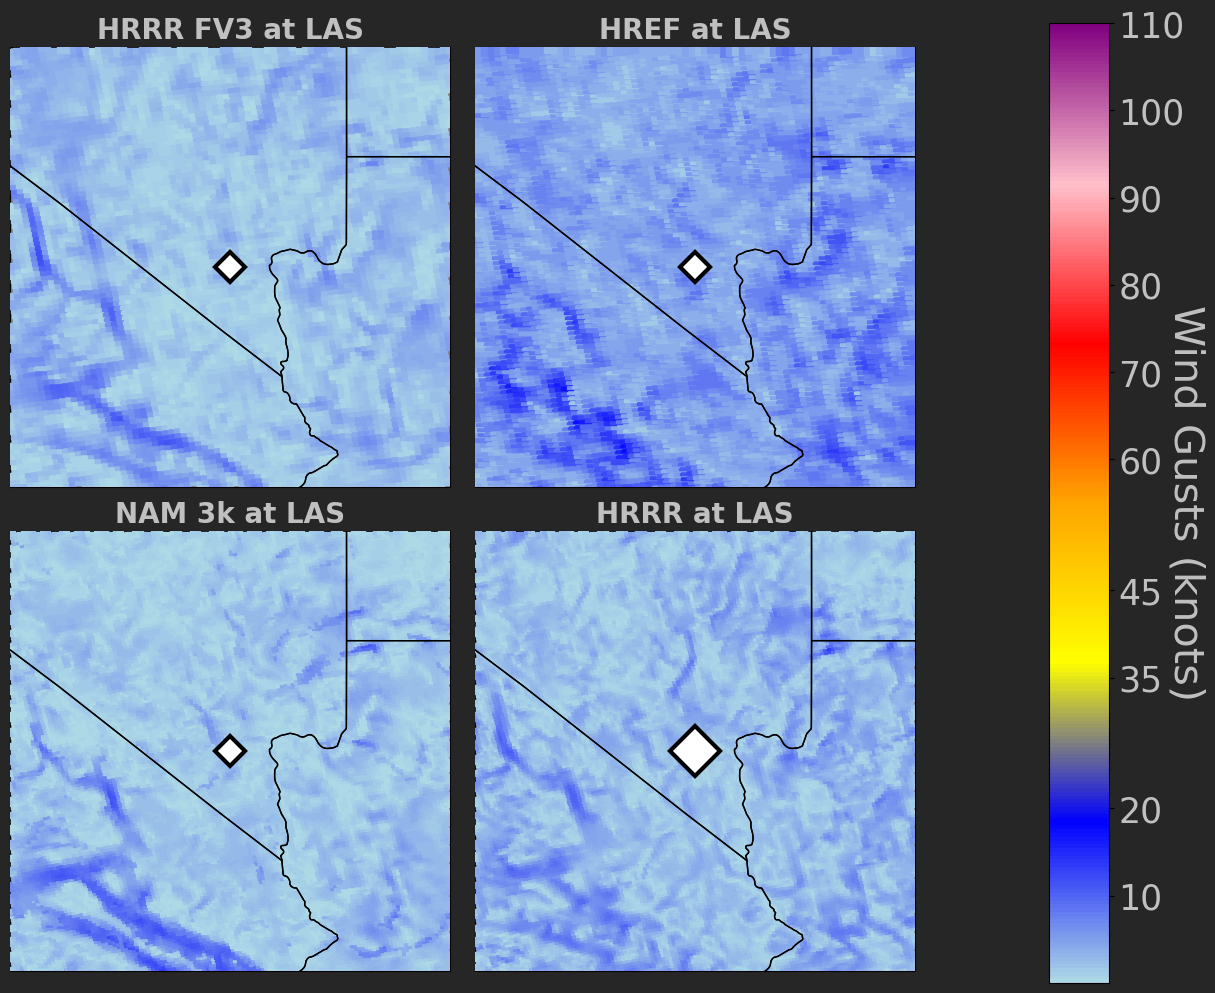 HRRR FV3 at LAS
HREF at LAS
NAM 3k at LAS
HRRR at LAS
110
100
90
80
70
60
45
35
20
10
Wind Gusts (knots)